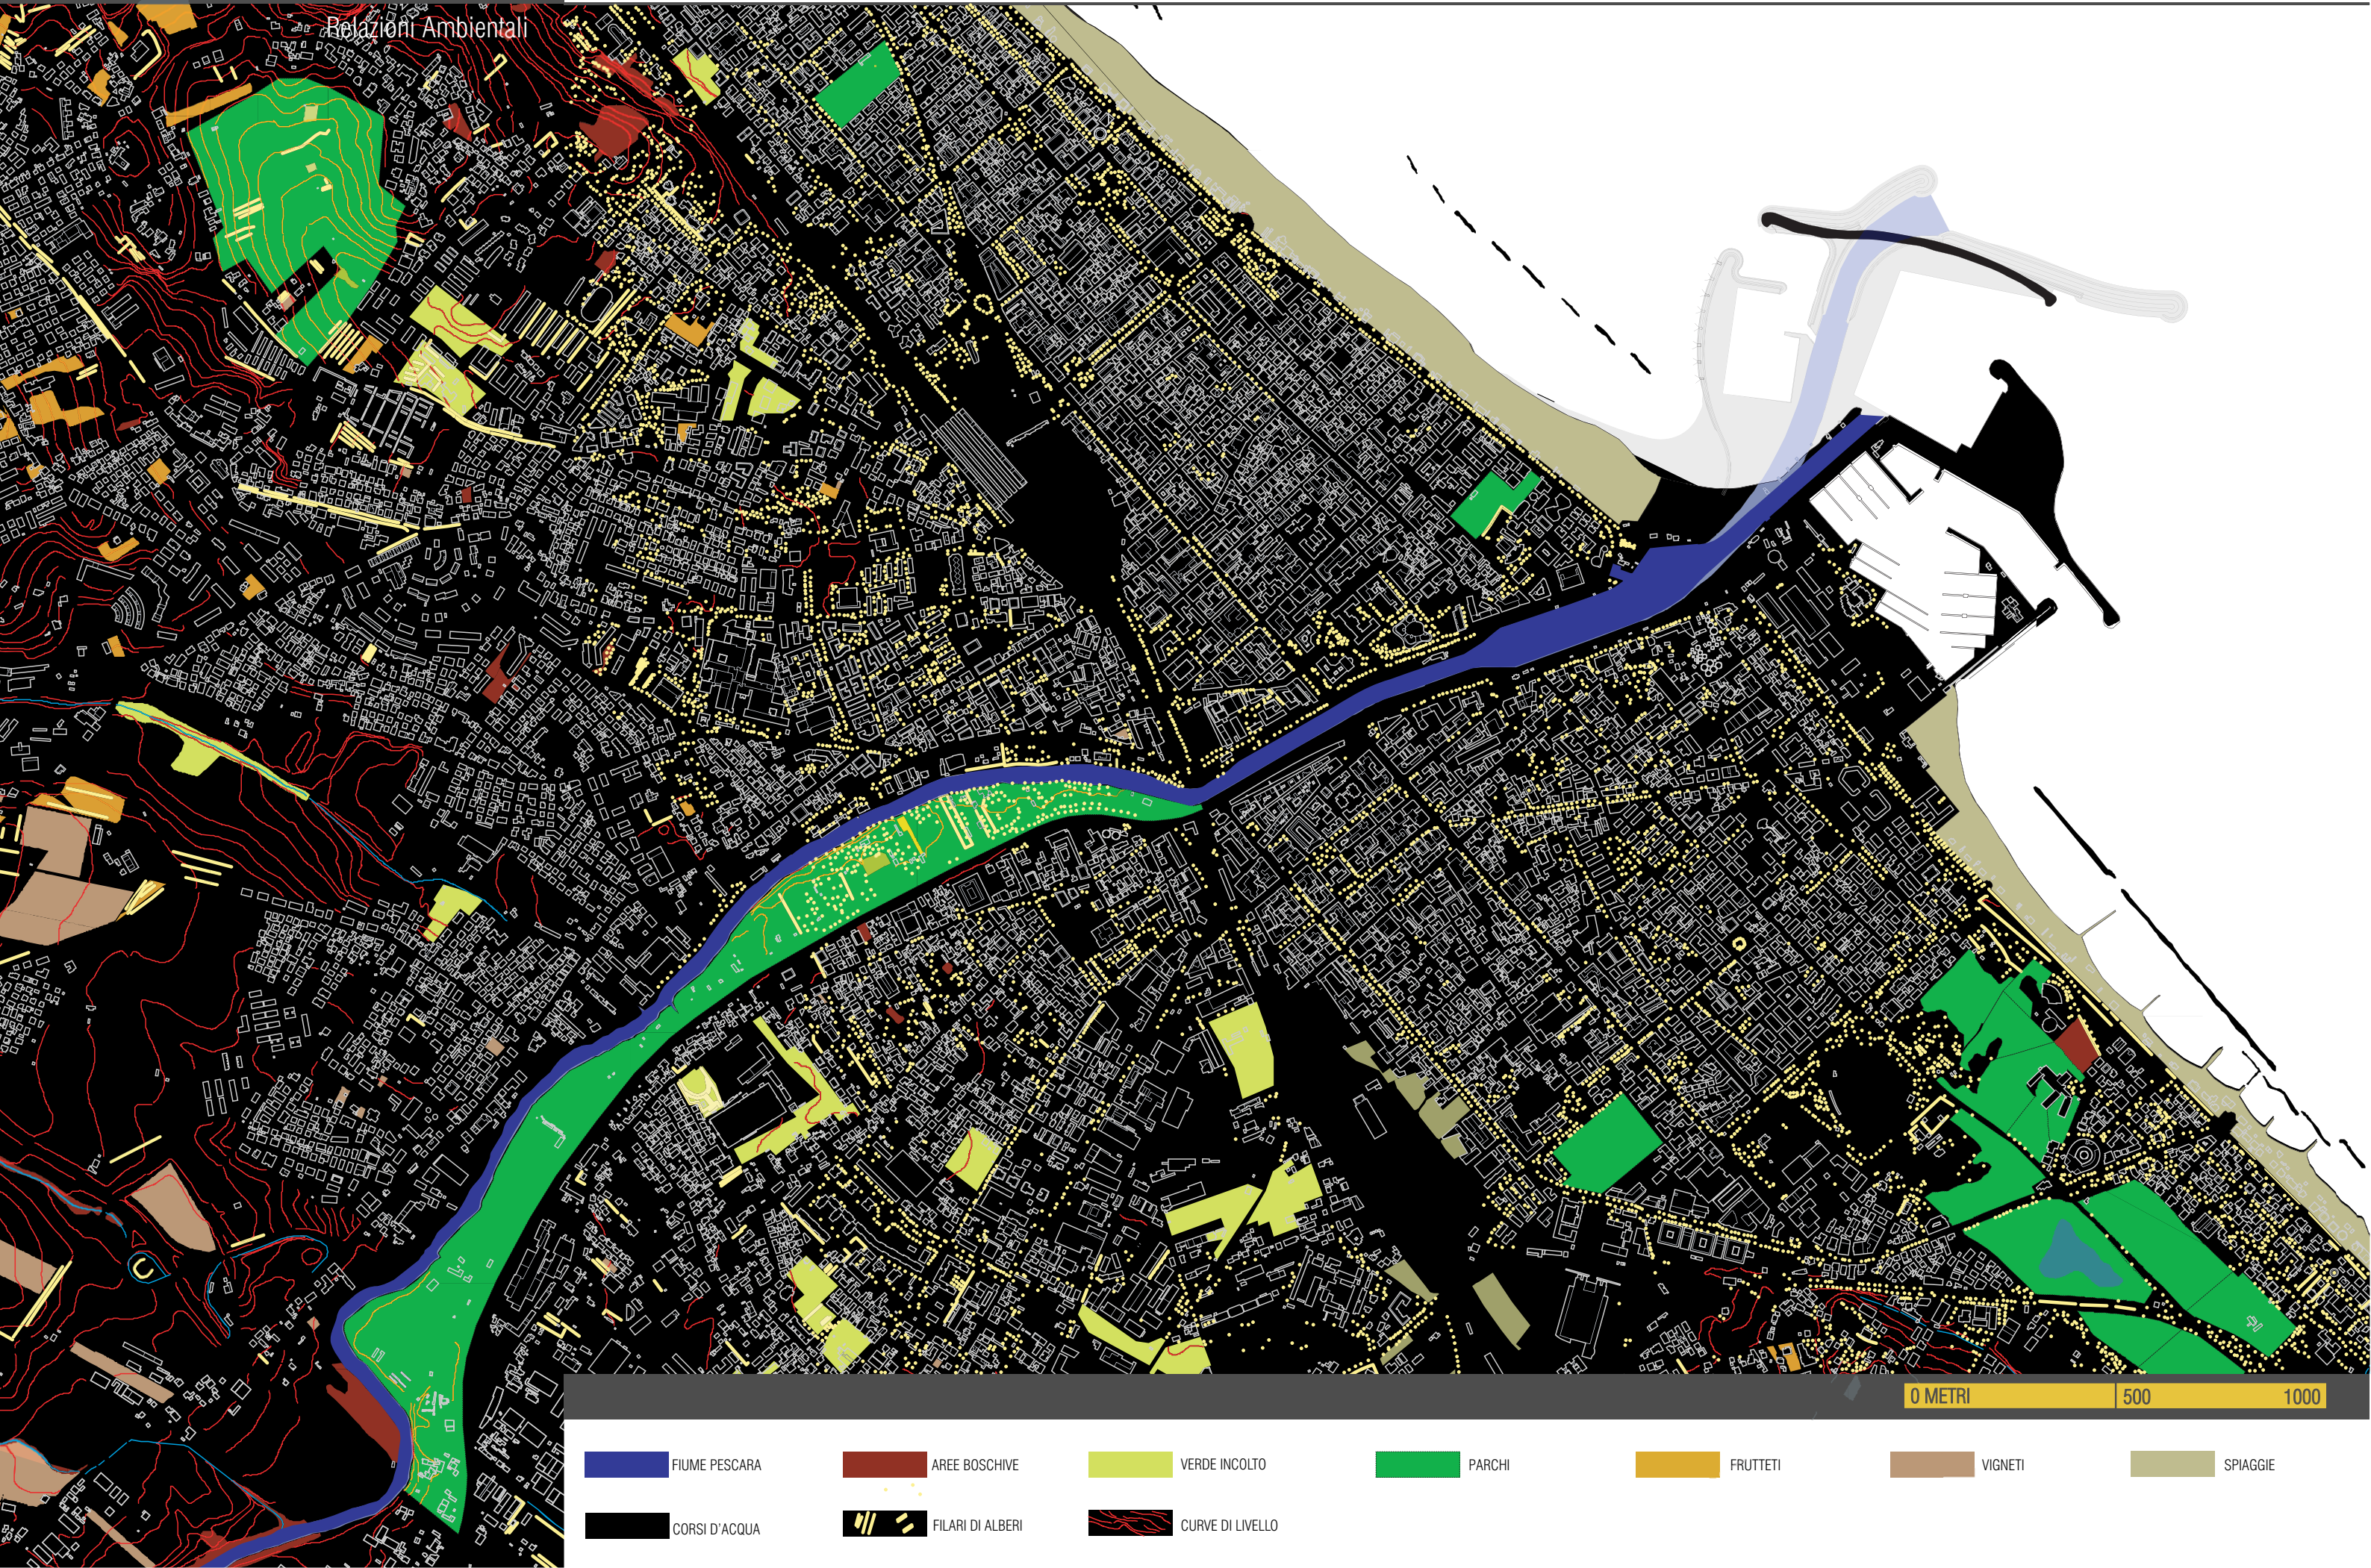 Relazioni Ambientali
0 METRI 500 1000
FIUME PESCARA AREE BOSCHIVE VERDE INCOLTO PARCHI FRUTTETI VIGNETI SPIAGGIE
CORSI D'ACQUA FILARI DI ALBERI CURVE DI LIVELLO